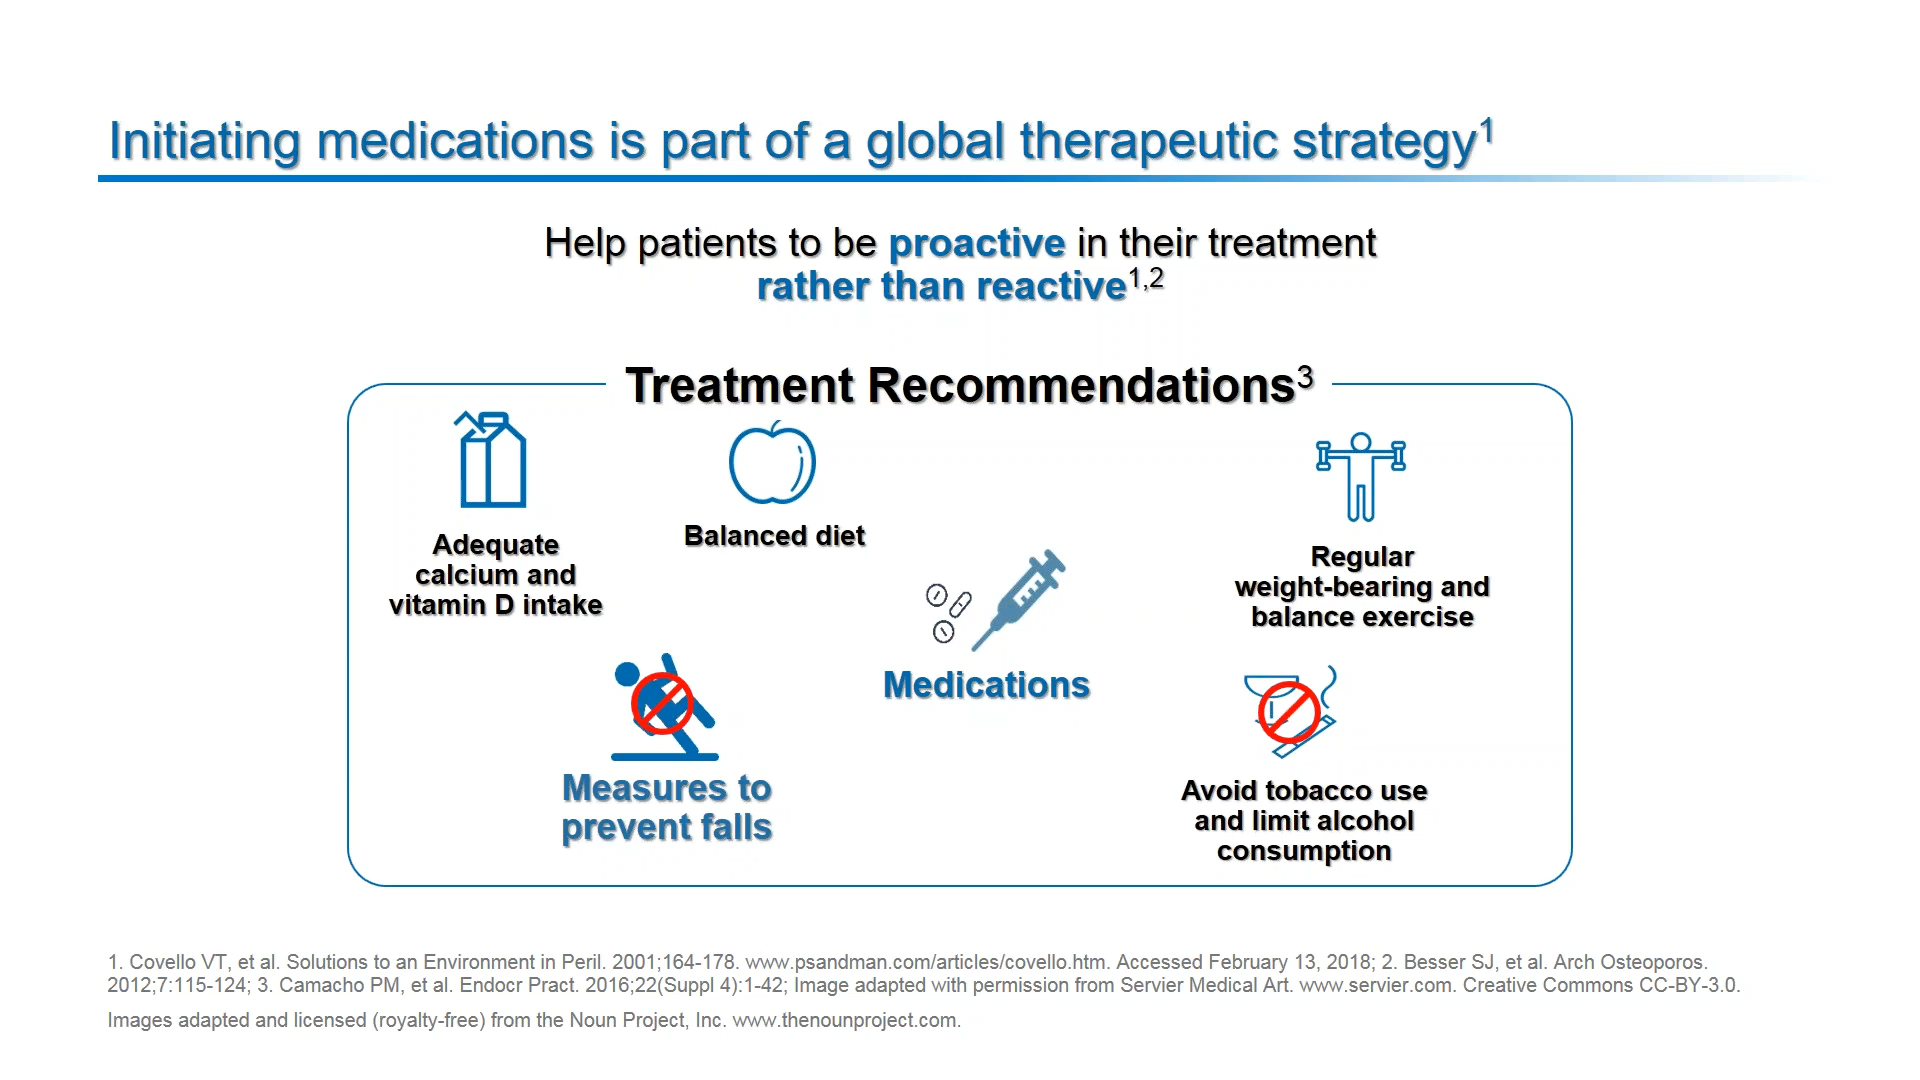 Initiating medications is part of a global therapeutic strategy1
Help patients to be proactive in their treatment
rather than reactive1,2
Treatment Recommendations3
Adequate
calcium and
vitamin D intake
Balanced diet
Medications
Regular
weight-bearing and
balance exercise
Measures to
prevent falls
Avoid tobacco use
and limit alcohol
consumption
1. Covello VT, et al. Solutions to an Environment in Peril. 2001;164-178. www.psandman.com/articles/covello.htm. Accessed February 13, 2018; 2. Besser SJ, et al. Arch Osteoporos.
2012;7:115-124; 3. Camacho PM, et al. Endocr Pract. 2016;22(Suppl 4):1-42; Image adapted with permission from Servier Medical Art. www.servier.com. Creative Commons CC-BY-3.0.
Images adapted and licensed (royalty-free) from the Noun Project, Inc. www.thenounproject.com.